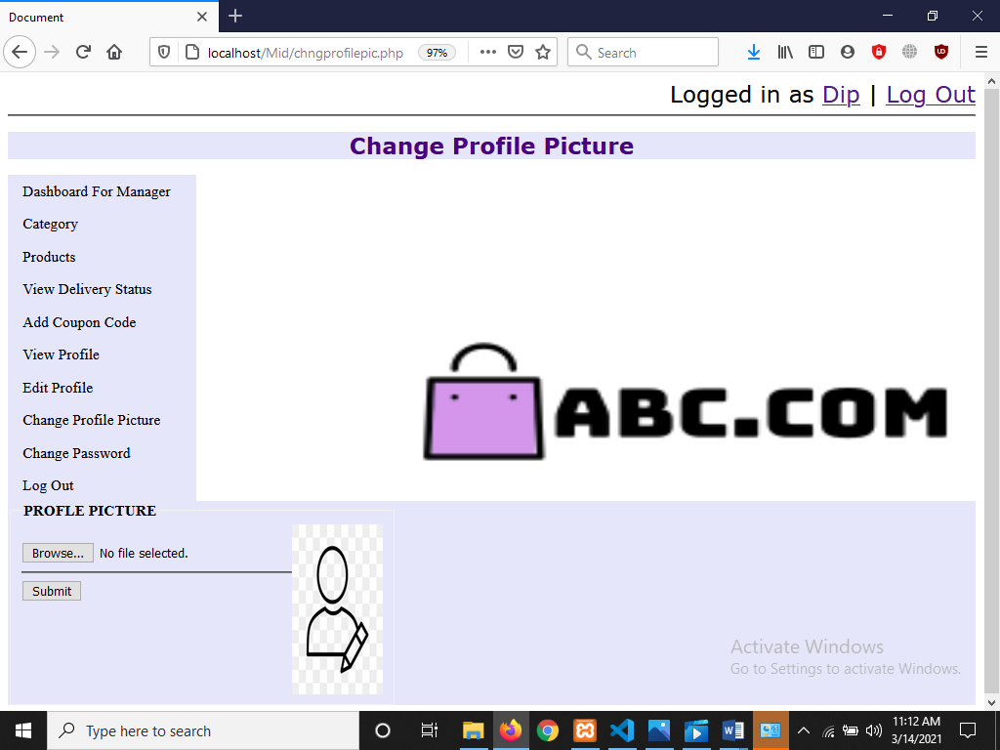 Document
localhost/Mid/chngprofilepic.php
97%
Search
Logged in as Dip | Log Out
Change Profile Picture
Dashboard For Manager
Category
Products
View Delivery Status
Add Coupon Code
View Profile
Edit Profile
Change Profile Picture
Change Password
Log Out
ABC.COM
PROFLE PICTURE
Browse... No file selected.
Submit
Activate Windows
Go to Settings to activate Windows.
Type here to search
11:12 AM
3/14/2021